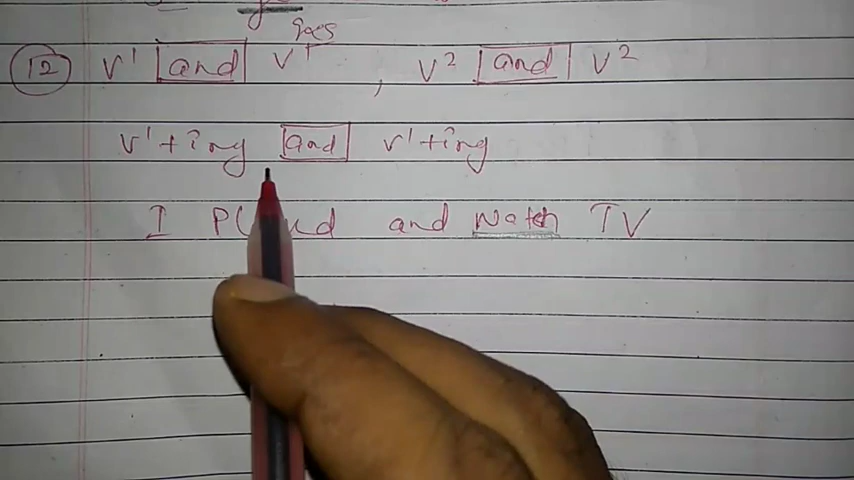 goes
12 V¹ and V¹ , V² and V²
V¹+ing and V¹+ing
I and watch TV